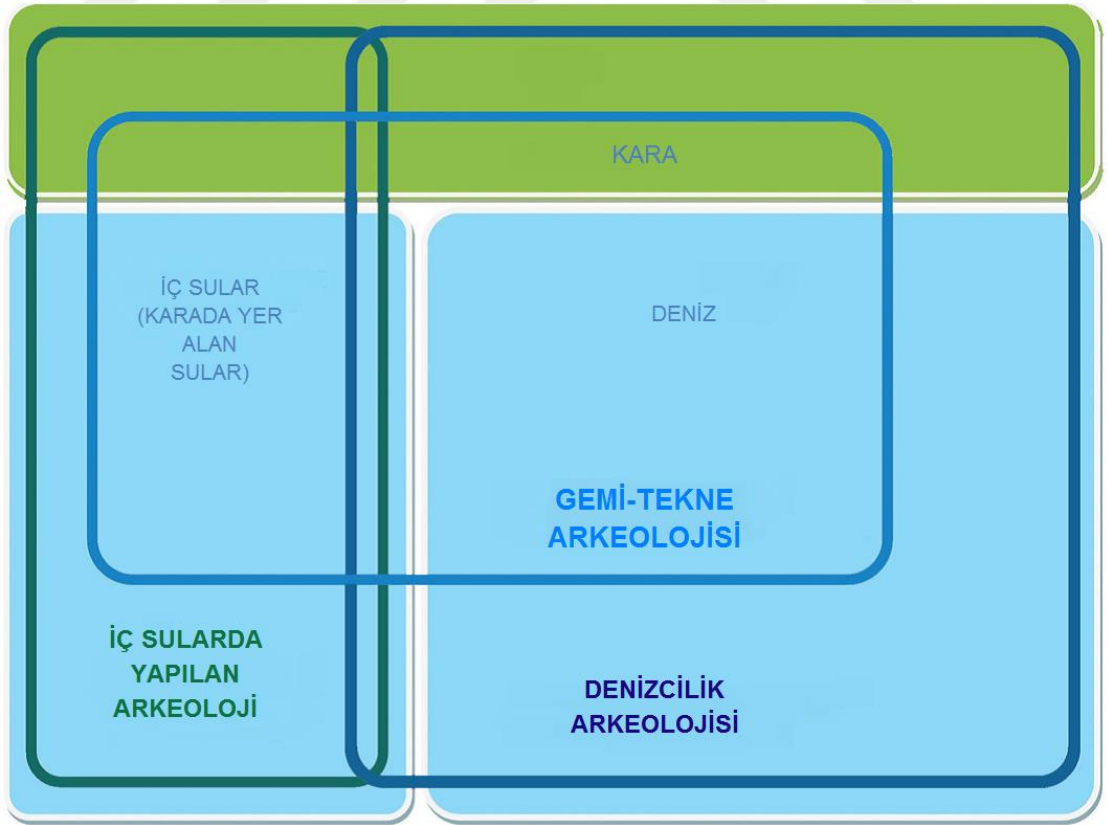 KARA
İÇ SULAR
(KARADA YER
ALAN
SULAR)
DENİZ
GEMİ-TEKNE
ARKEOLOJİSİ
İÇ SULARDA
YAPILAN
ARKEOLOJİ
DENİZCİLİK
ARKEOLOJİSİ